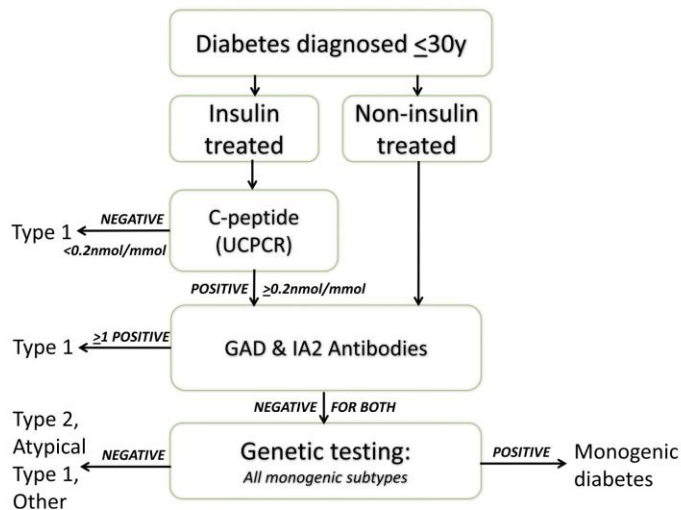 Diabetes diagnosed ≤30y
Insulin
treated
Non-insulin
treated
C-peptide
(UCPCR)
Type 1
NEGATIVE
<0.2nmol/mmol
POSITIVE
≥0.2nmol/mmol
GAD & IA2 Antibodies
Type 1
≥1 POSITIVE
NEGATIVE
FOR BOTH
Genetic testing:
All monogenic subtypes
Type 2,
Atypical
Type 1,
Other
NEGATIVE
POSITIVE
Monogenic
diabetes